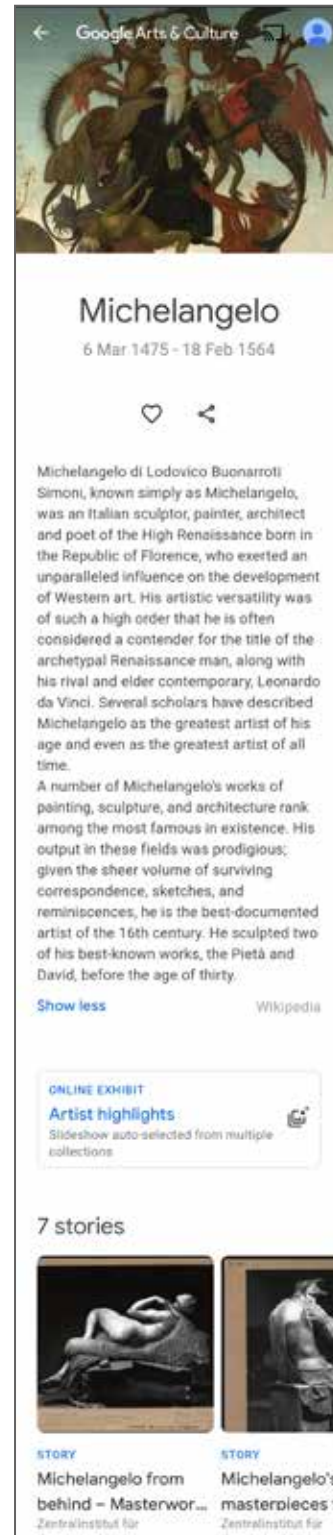 Google Arts & Culture
Michelangelo
6 Mar 1475 - 18 Feb 1564
Michelangelo di Lodovico Buonarroti
Simoni, known simply as Michelangelo,
was an Italian sculptor, painter, architect
and poet of the High Renaissance born in
the Republic of Florence, who exerted an
unparalleled influence on the development
of Western art. His artistic versatility was
of such a high order that he is often
considered a contender for the title of the
archetypal Renaissance man, along with
his rival and elder contemporary, Leonardo
da Vinci. Several scholars have described
Michelangelo as the greatest artist of his
age and even as the greatest artist of all
time.
A number of Michelangelo's works of
painting, sculpture, and architecture rank
among the most famous in existence. His
output in these fields was prodigious;
given the sheer volume of surviving
correspondence, sketches, and
reminiscences, he is the best-documented
artist of the 16th century. He sculpted two
of his best-known works, the Pietà and
David, before the age of thirty.
Show less Wikipedia
ONLINE EXHIBIT
Artist highlights
Slideshow auto-selected from multiple
collections
7 stories
STORY
Michelangelo from
behind – Masterwor...
Zentralinstitut für
STORY
Michelangelo's
masterpieces
Zentralinstitut für